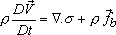 ρ DV⃗/Dt = ∇.σ + ρ f⃗_b